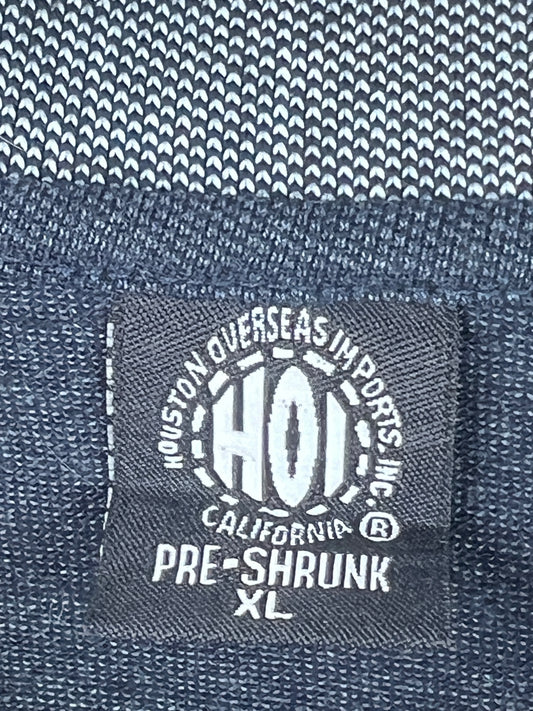 HOUSTON OVERSEAS IMPORTS, INC.
HOI
CALIFORNIA ®
PRE-SHRUNK
XL